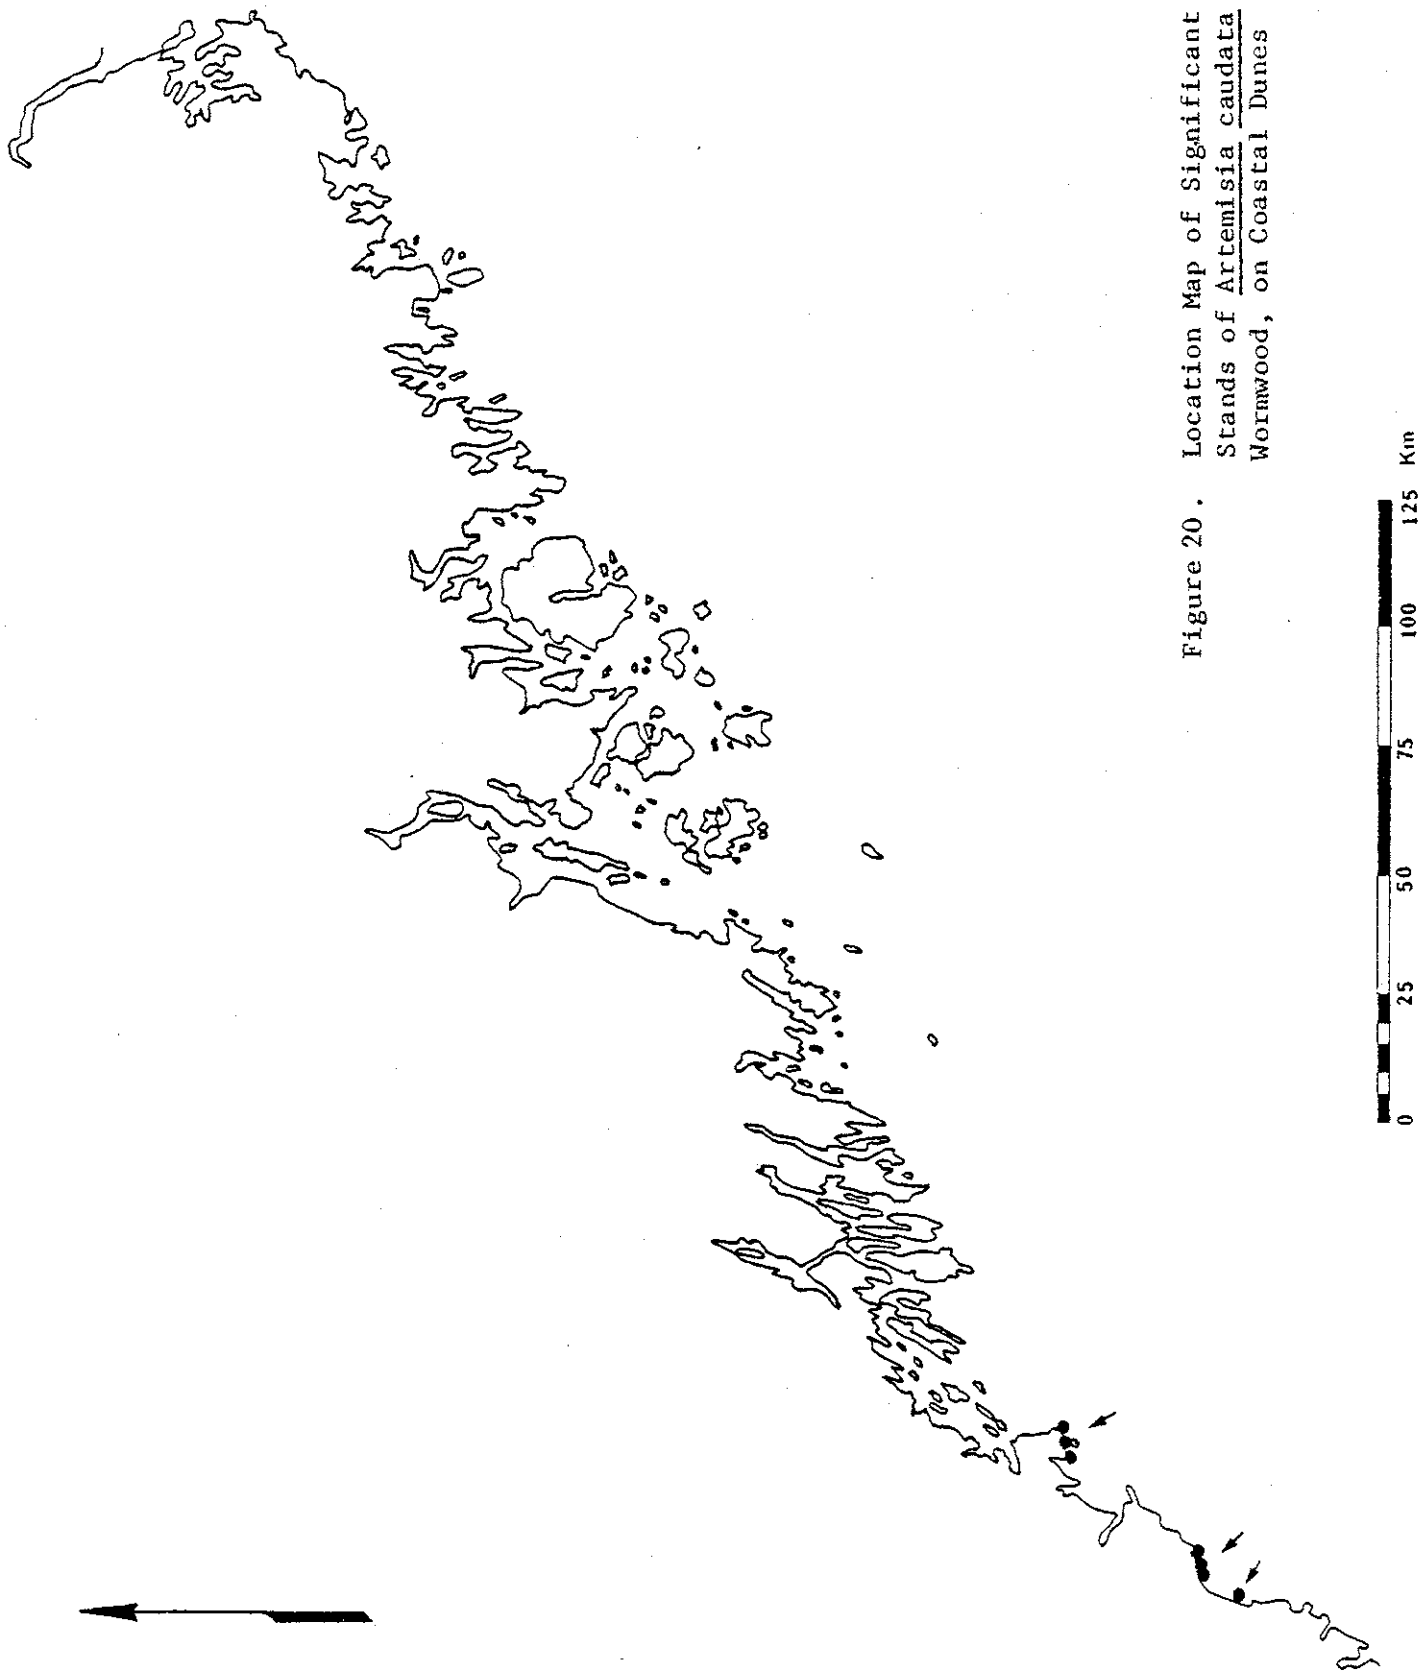 Figure 20. Location Map of Significant
Stands of Artemisia caudata
Wormwood, on Coastal Dunes
0 25 50 75 100 125 Km